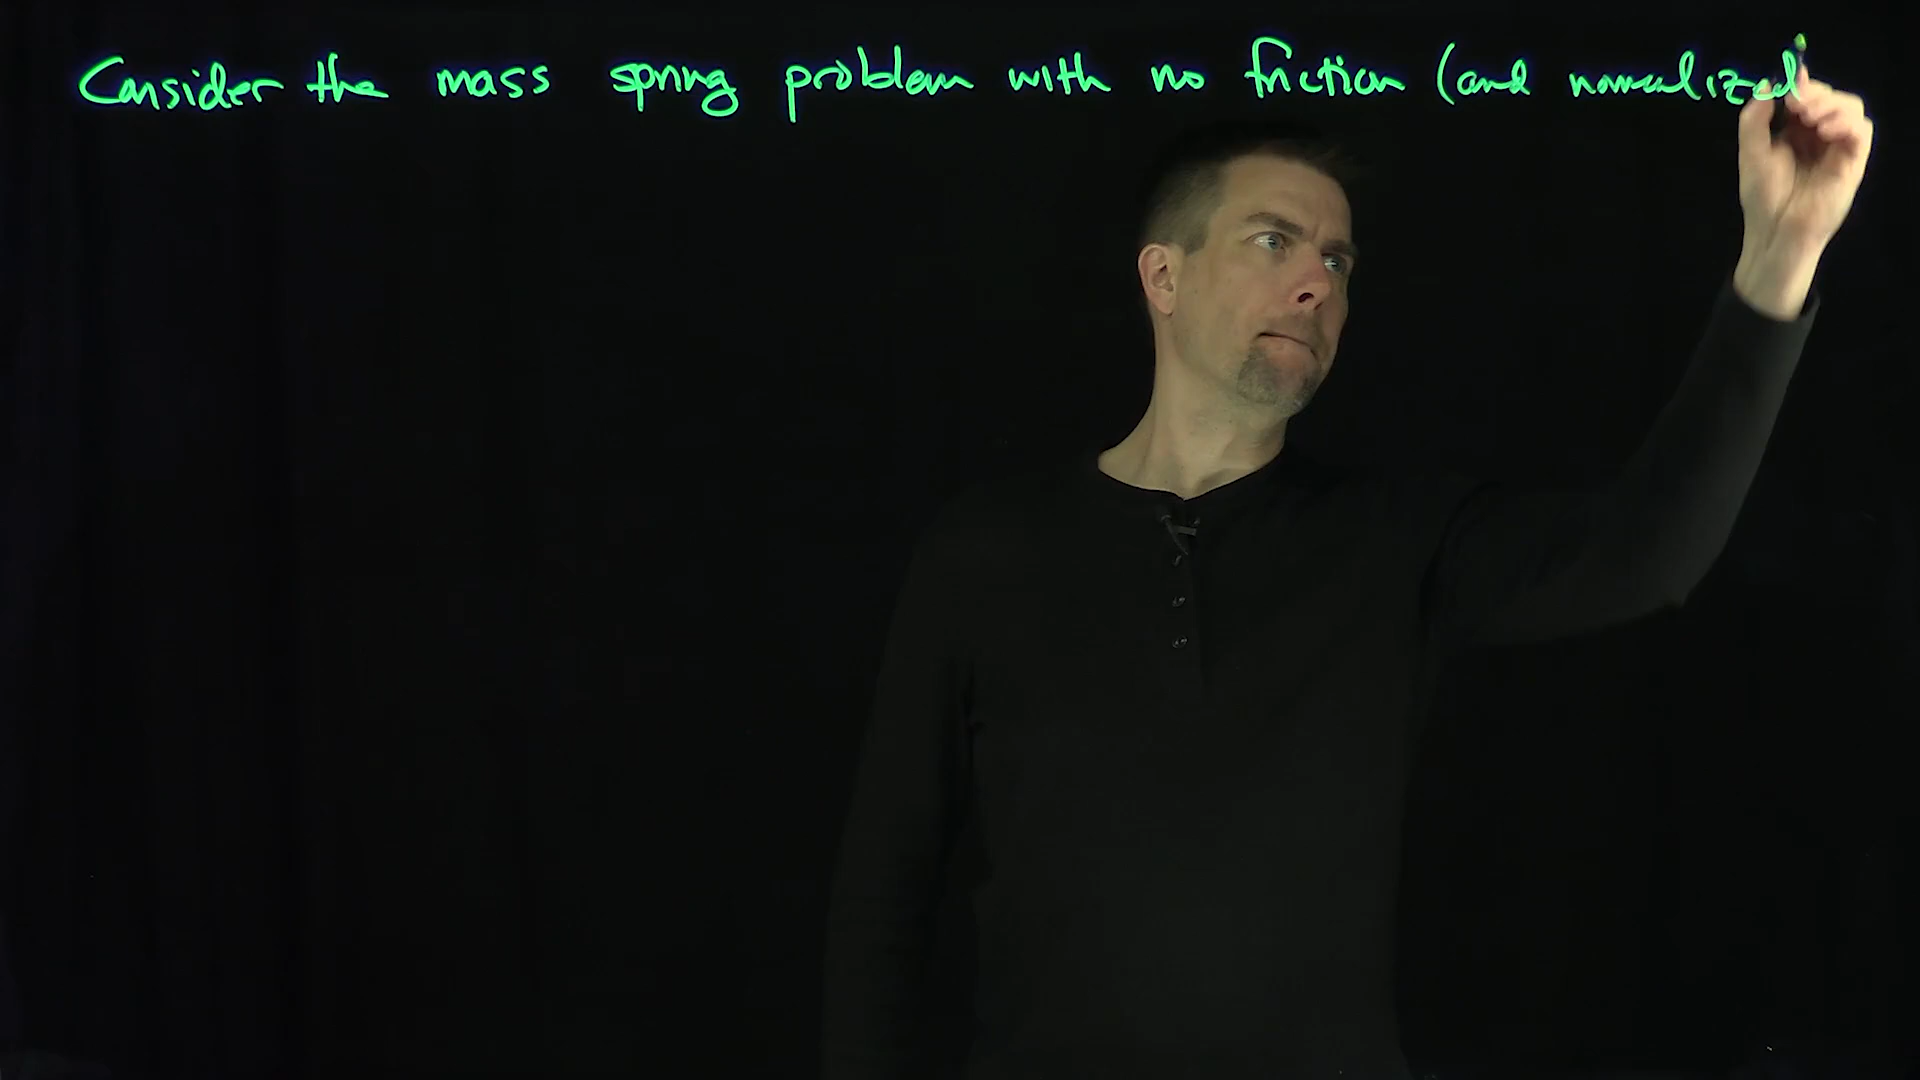 Consider the mass spring problem with no friction (and normalized